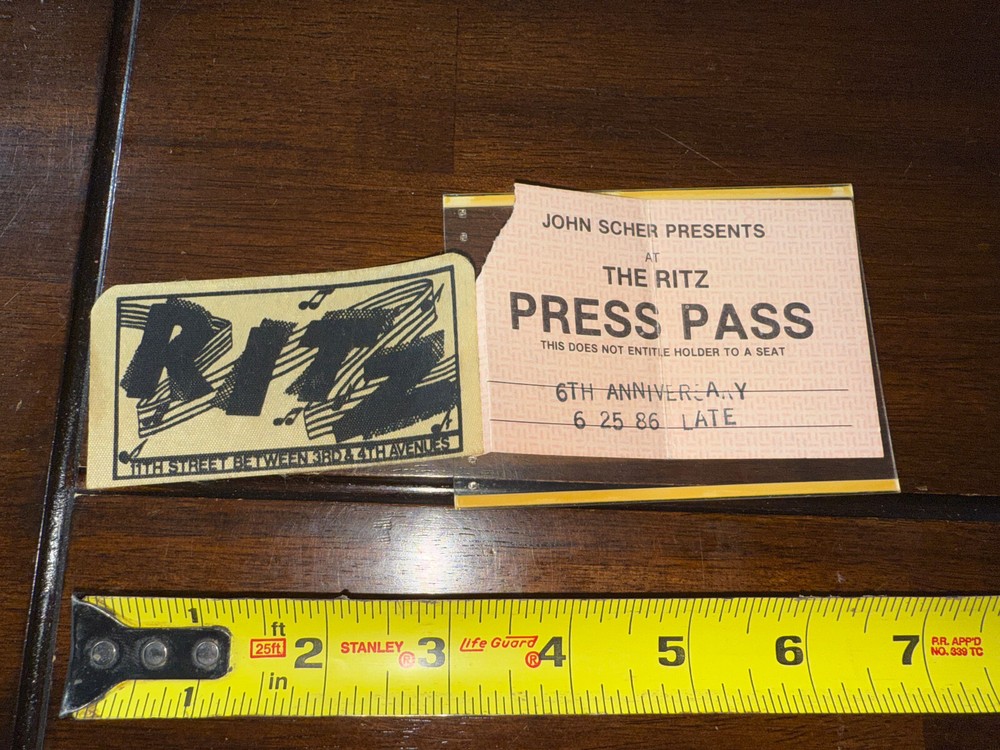 RITZ
11TH STREET BETWEEN 3RD & 4TH AVENUES
JOHN SCHER PRESENTS
AT
THE RITZ
PRESS PASS
THIS DOES NOT ENTITLE HOLDER TO A SEAT
6TH ANNIVERSARY
6 25 86 LATE
1 ft 25ft 2 STANLEY ® 3 Life Guard ® 4 5 6 7 P.R. APP'D
NO. 339 TC
1 in